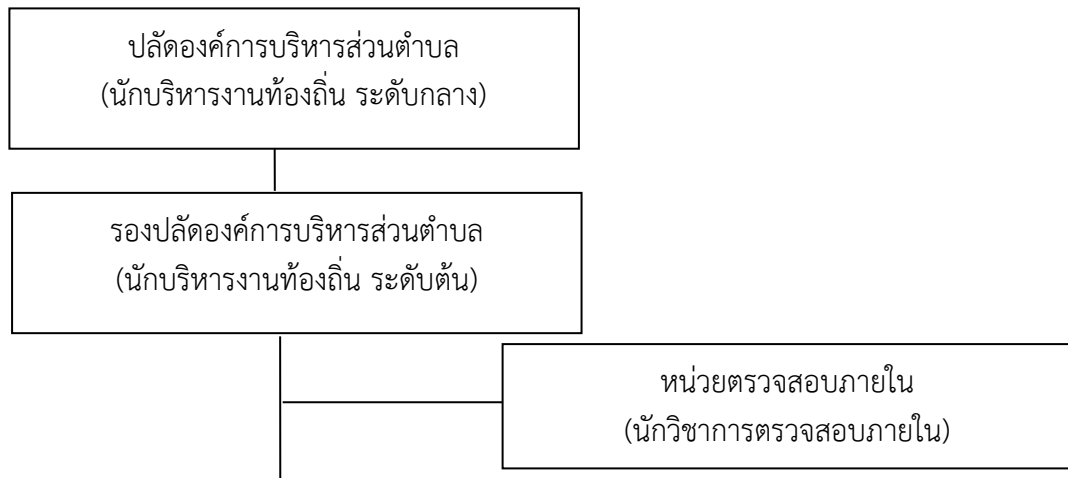 ปลัดองค์การบริหารส่วนตำบล
(นักบริหารงานท้องถิ่น ระดับกลาง)
รองปลัดองค์การบริหารส่วนตำบล
(นักบริหารงานท้องถิ่น ระดับต้น)
หน่วยตรวจสอบภายใน
(นักวิชาการตรวจสอบภายใน)